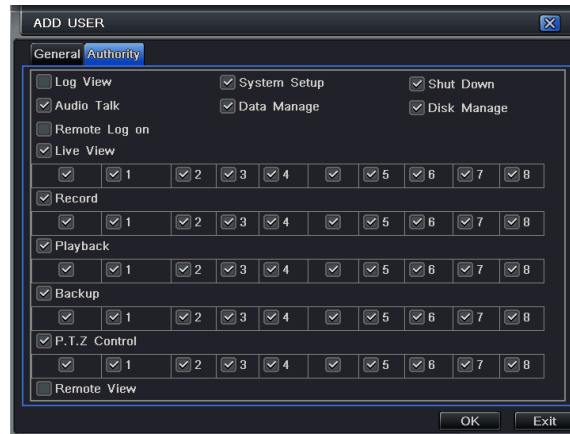 ADD USER
General Authority
Log View System Setup Shut Down
Audio Talk Data Manage Disk Manage
Remote Log on
Live View
1 2 3 4 5 6 7 8
Record
1 2 3 4 5 6 7 8
Playback
1 2 3 4 5 6 7 8
Backup
1 2 3 4 5 6 7 8
P.T.Z Control
1 2 3 4 5 6 7 8
Remote View
OK Exit